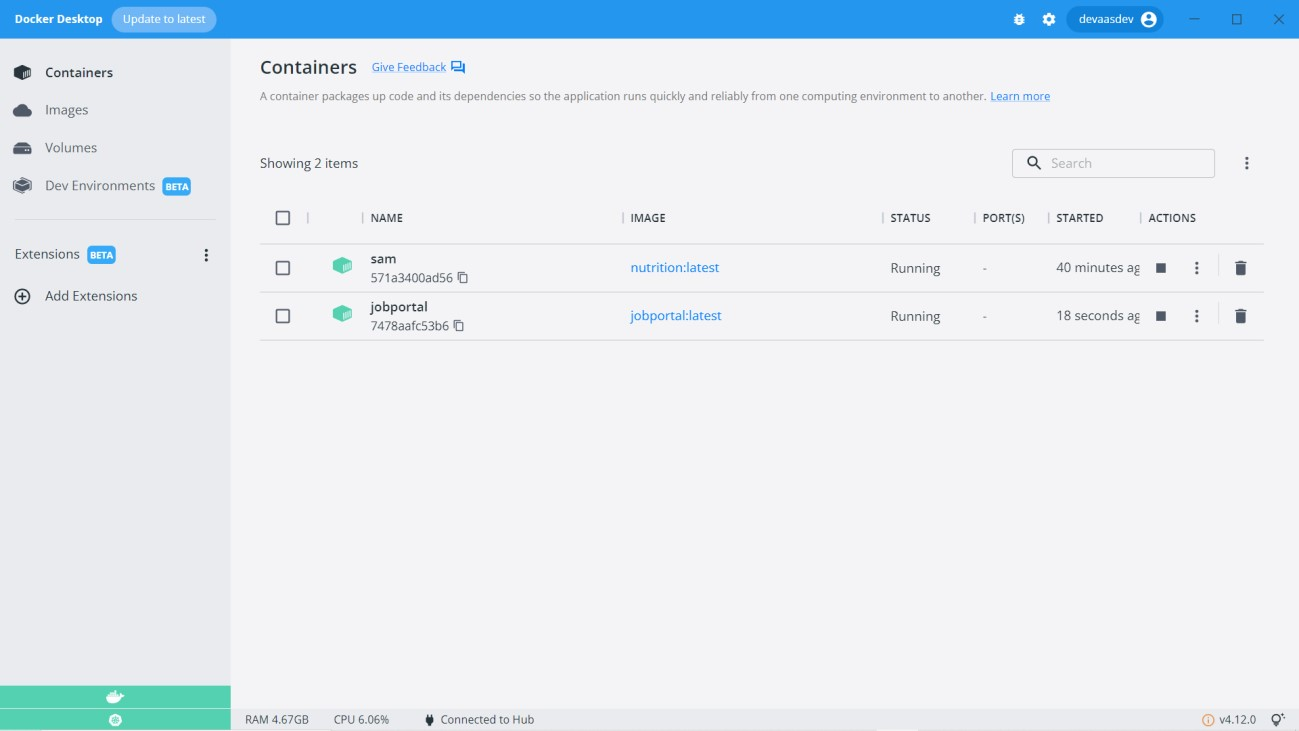 Docker Desktop Update to latest devaasdev
Containers
Images
Volumes
Dev Environments BETA
Extensions BETA
Add Extensions
Containers Give Feedback
A container packages up code and its dependencies so the application runs quickly and reliably from one computing environment to another. Learn more
Showing 2 items Search
NAME IMAGE STATUS PORT(S) STARTED ACTIONS
sam
571a3400ad56 nutrition:latest Running - 40 minutes ag
jobportal
7478aafc53b6 jobportal:latest Running - 18 seconds ag
RAM 4.67GB CPU 6.06% Connected to Hub v4.12.0